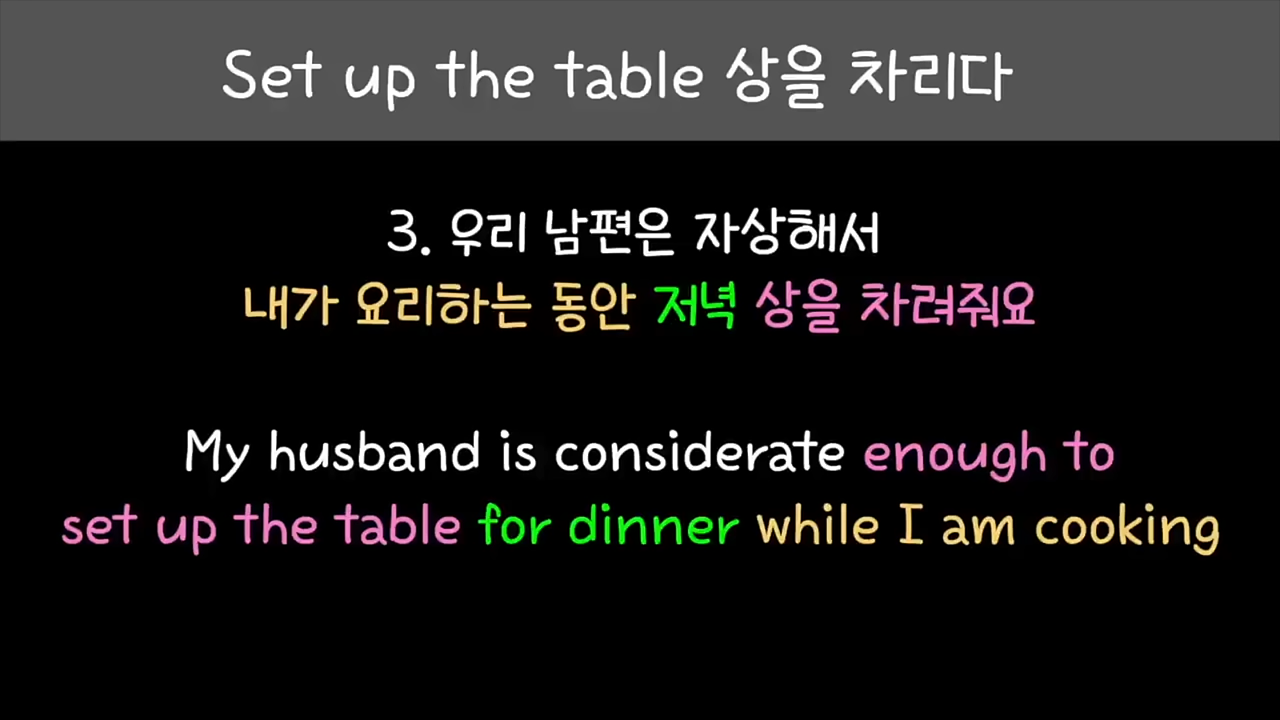 Set up the table 상을 차리다
3. 우리 남편은 자상해서
내가 요리하는 동안 저녁 상을 차려줘요
My husband is considerate enough to
set up the table for dinner while I am cooking